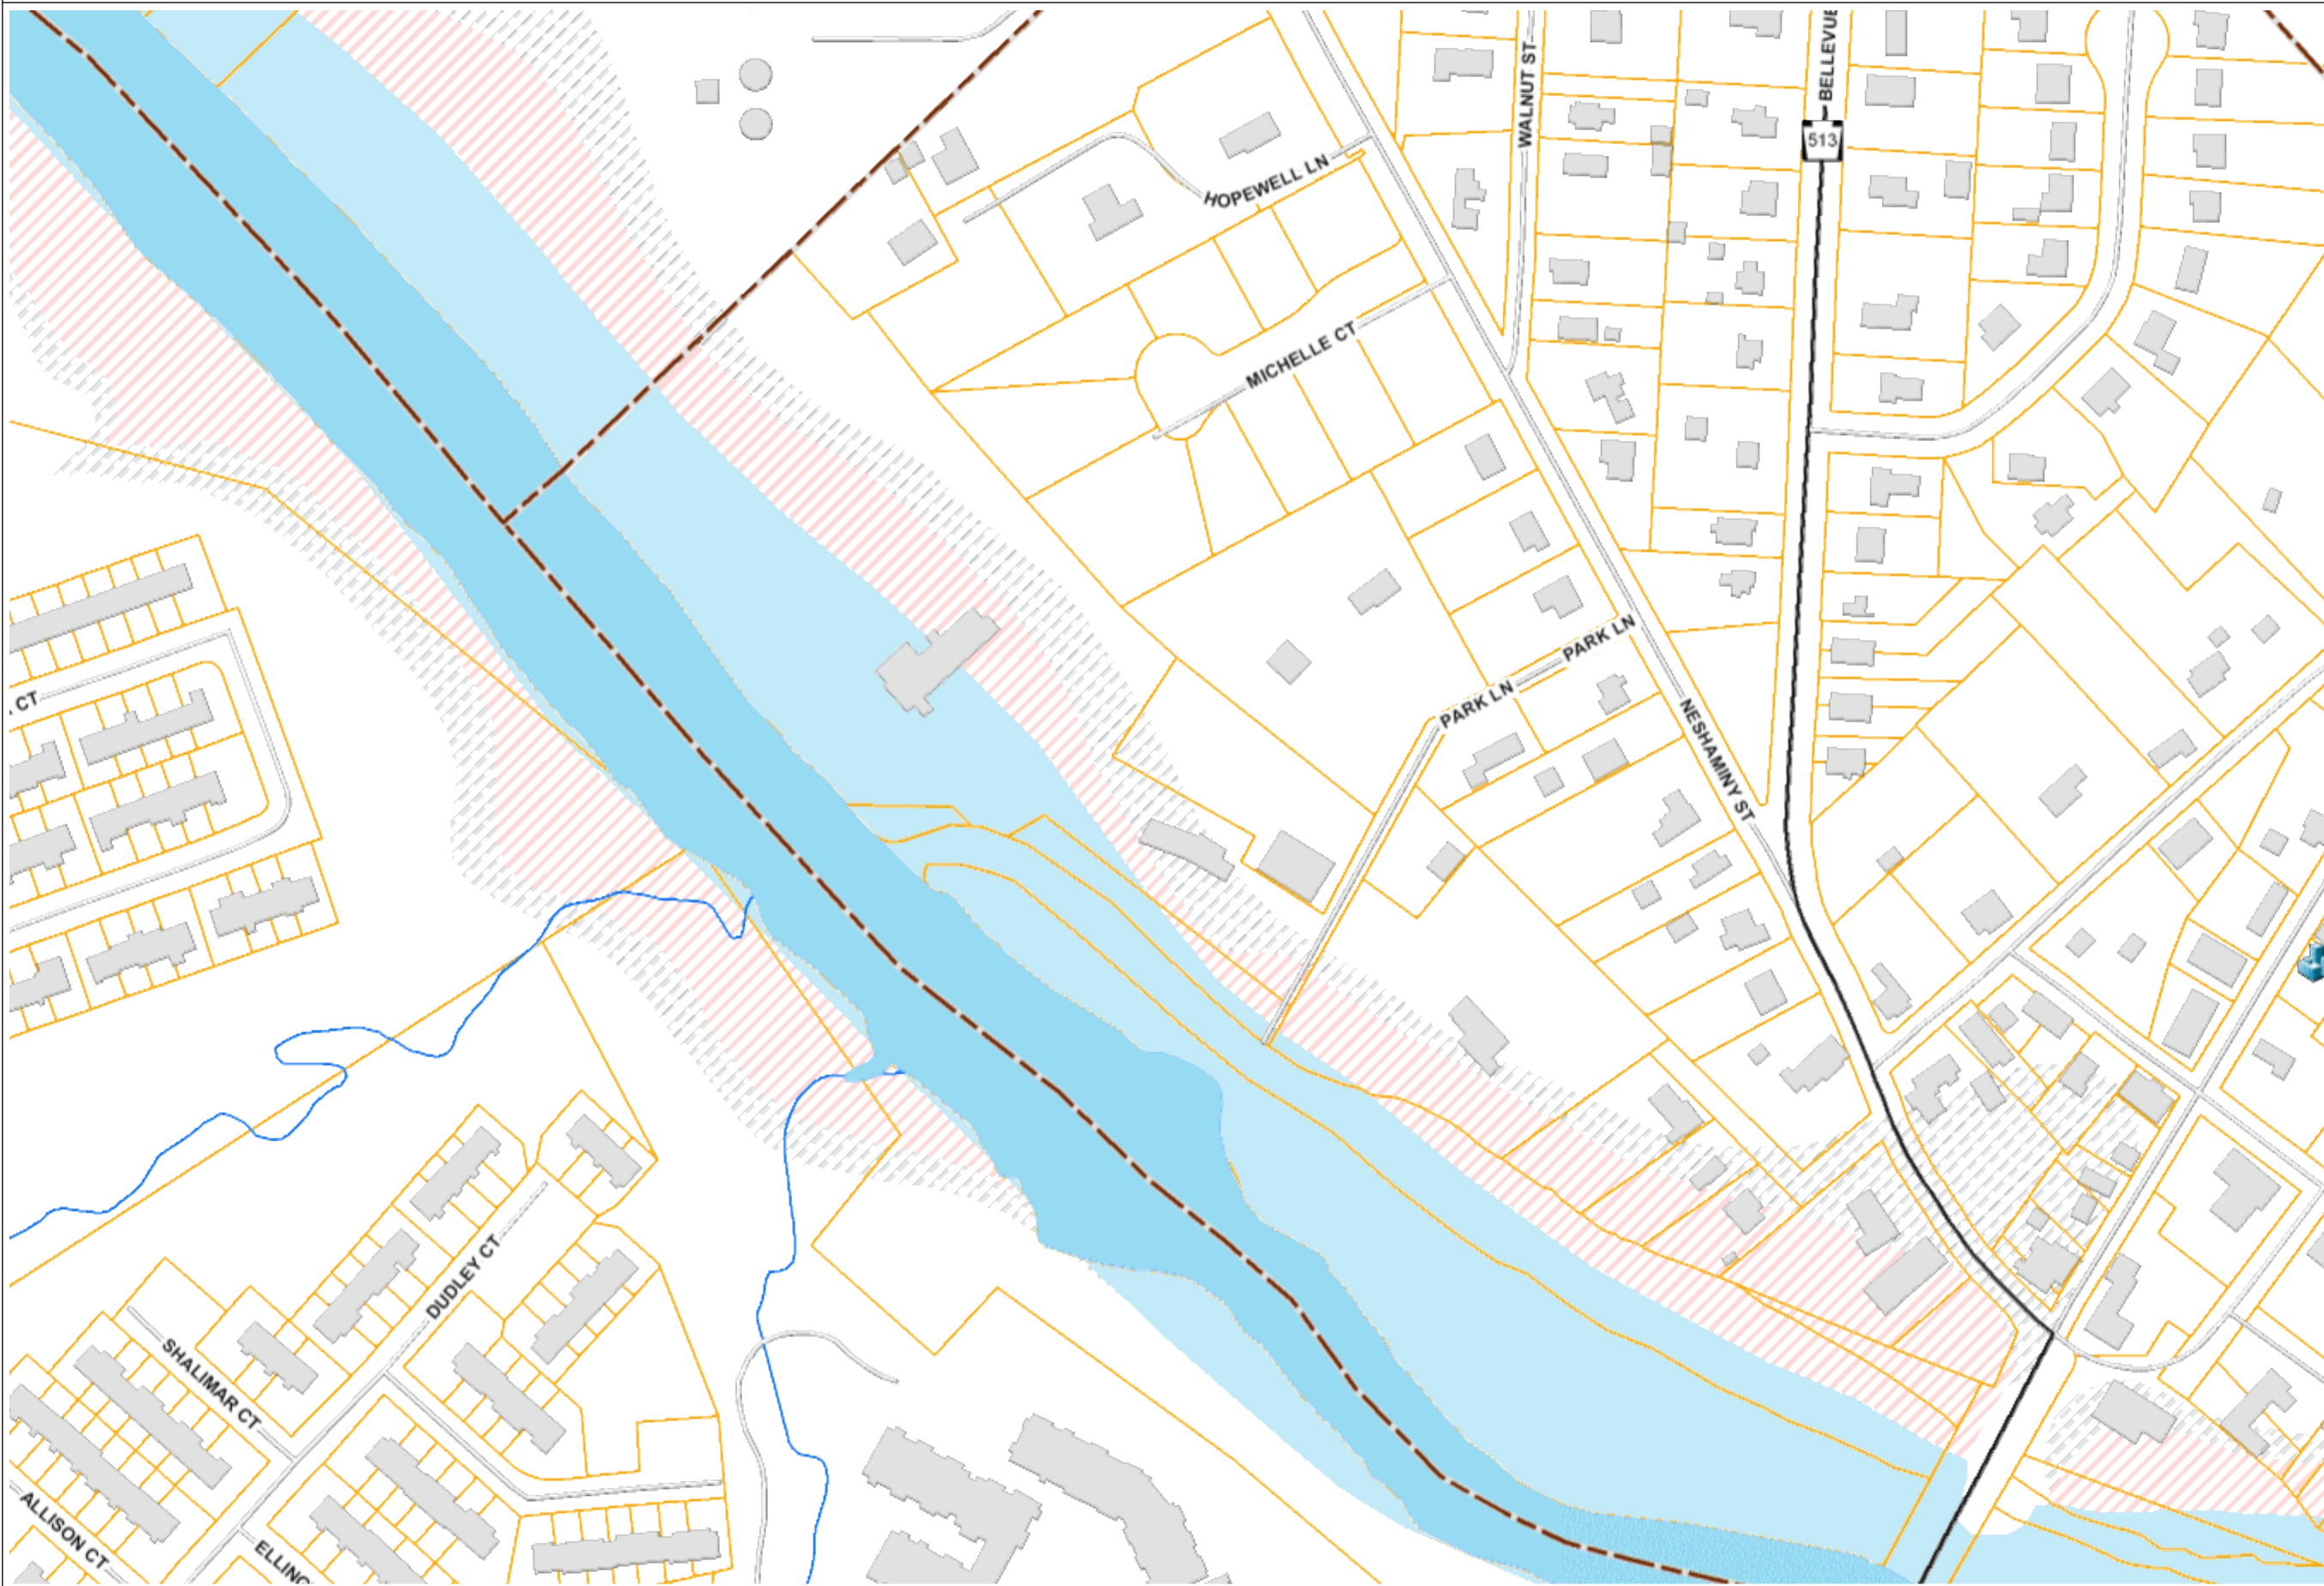 WALNUT ST
BELLEVUE
513
HOPEWELL LN
MICHELLE CT
PARK LN
PARK LN
CT
NESHAMINY ST
DUDLEY CT
SHALIMAR CT
ALLISON CT
ELLING